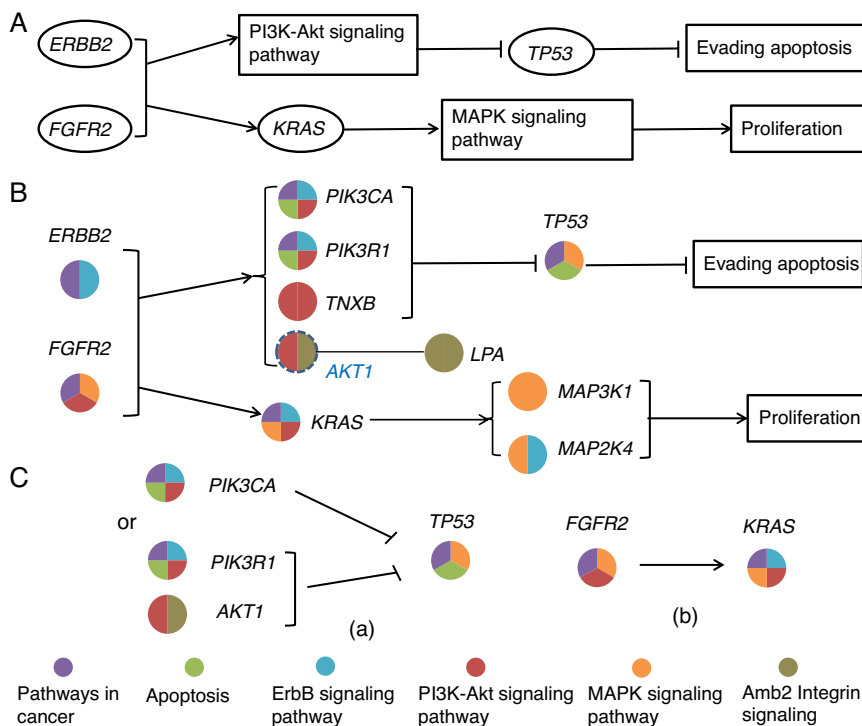 A
ERBB2
PI3K-Akt signaling
pathway
TP53
Evading apoptosis
FGFR2
KRAS
MAPK signaling
pathway
Proliferation
B
ERBB2
PIK3CA
PIK3R1
TNXB
AKT1
LPA
TP53
Evading apoptosis
FGFR2
KRAS
MAP3K1
MAP2K4
Proliferation
C
PIK3CA
or
PIK3R1
AKT1
TP53
(a)
FGFR2
KRAS
(b)
Pathways in
cancer
Apoptosis
ErbB signaling
pathway
PI3K-Akt signaling
pathway
MAPK signaling
pathway
Amb2 Integrin
signaling